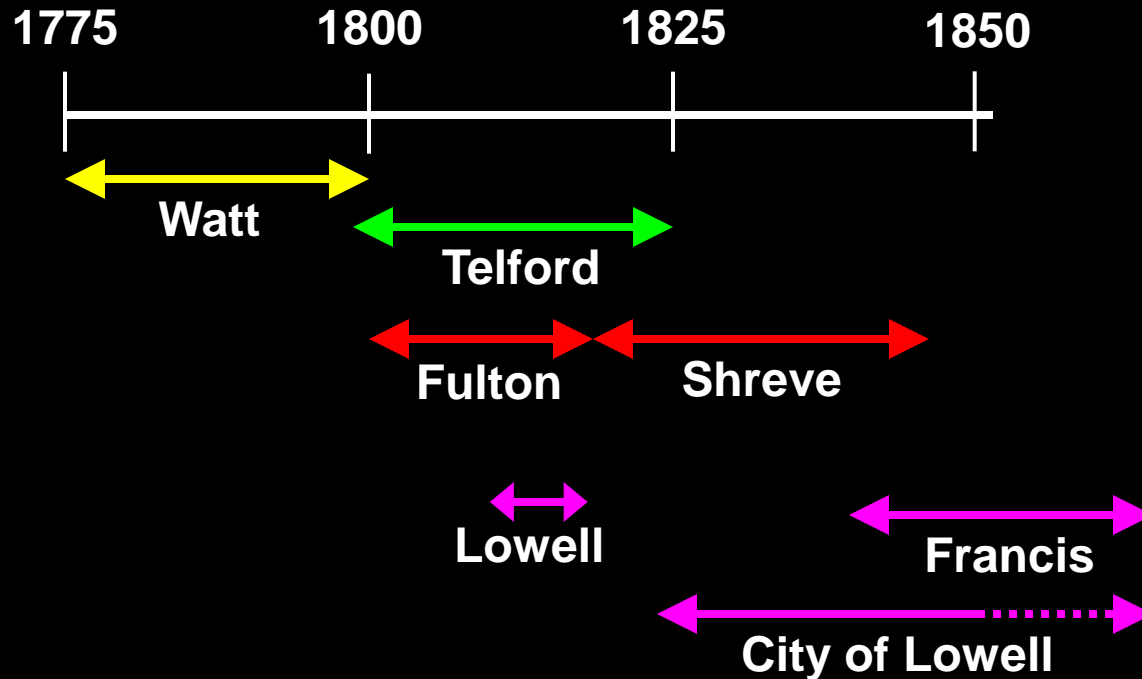 1775 1800 1825 1850
Watt
Telford
Fulton Shreve
Lowell
Francis
City of Lowell